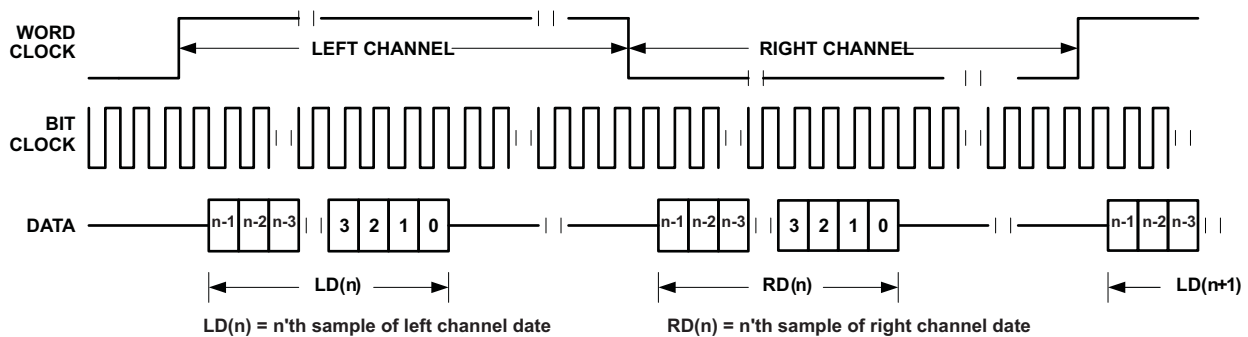 WORD
CLOCK
LEFT CHANNEL
RIGHT CHANNEL
BIT
CLOCK
DATA
n-1 n-2 n-3 3 2 1 0 n-1 n-2 n-3 3 2 1 0 n-1 n-2 n-3
LD(n) RD(n) LD(n+1)
LD(n) = n'th sample of left channel date
RD(n) = n'th sample of right channel date